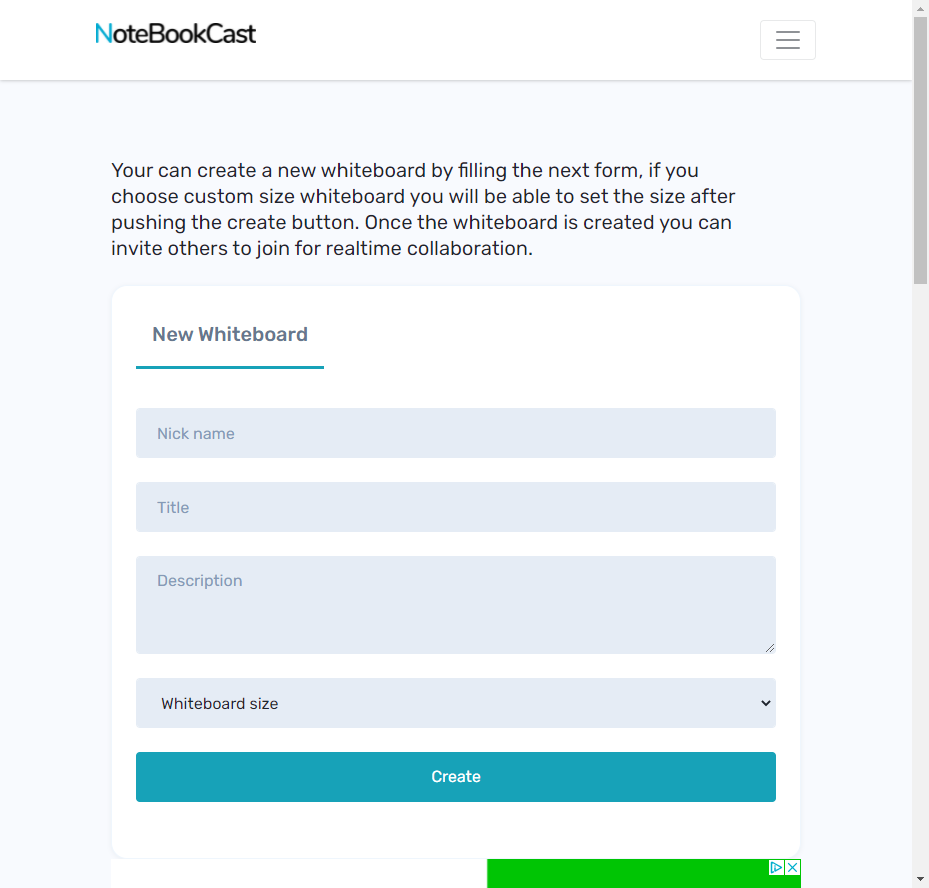 NoteBookCast
Your can create a new whiteboard by filling the next form, if you
choose custom size whiteboard you will be able to set the size after
pushing the create button. Once the whiteboard is created you can
invite others to join for realtime collaboration.
New Whiteboard
Nick name
Title
Description
Whiteboard size
Create